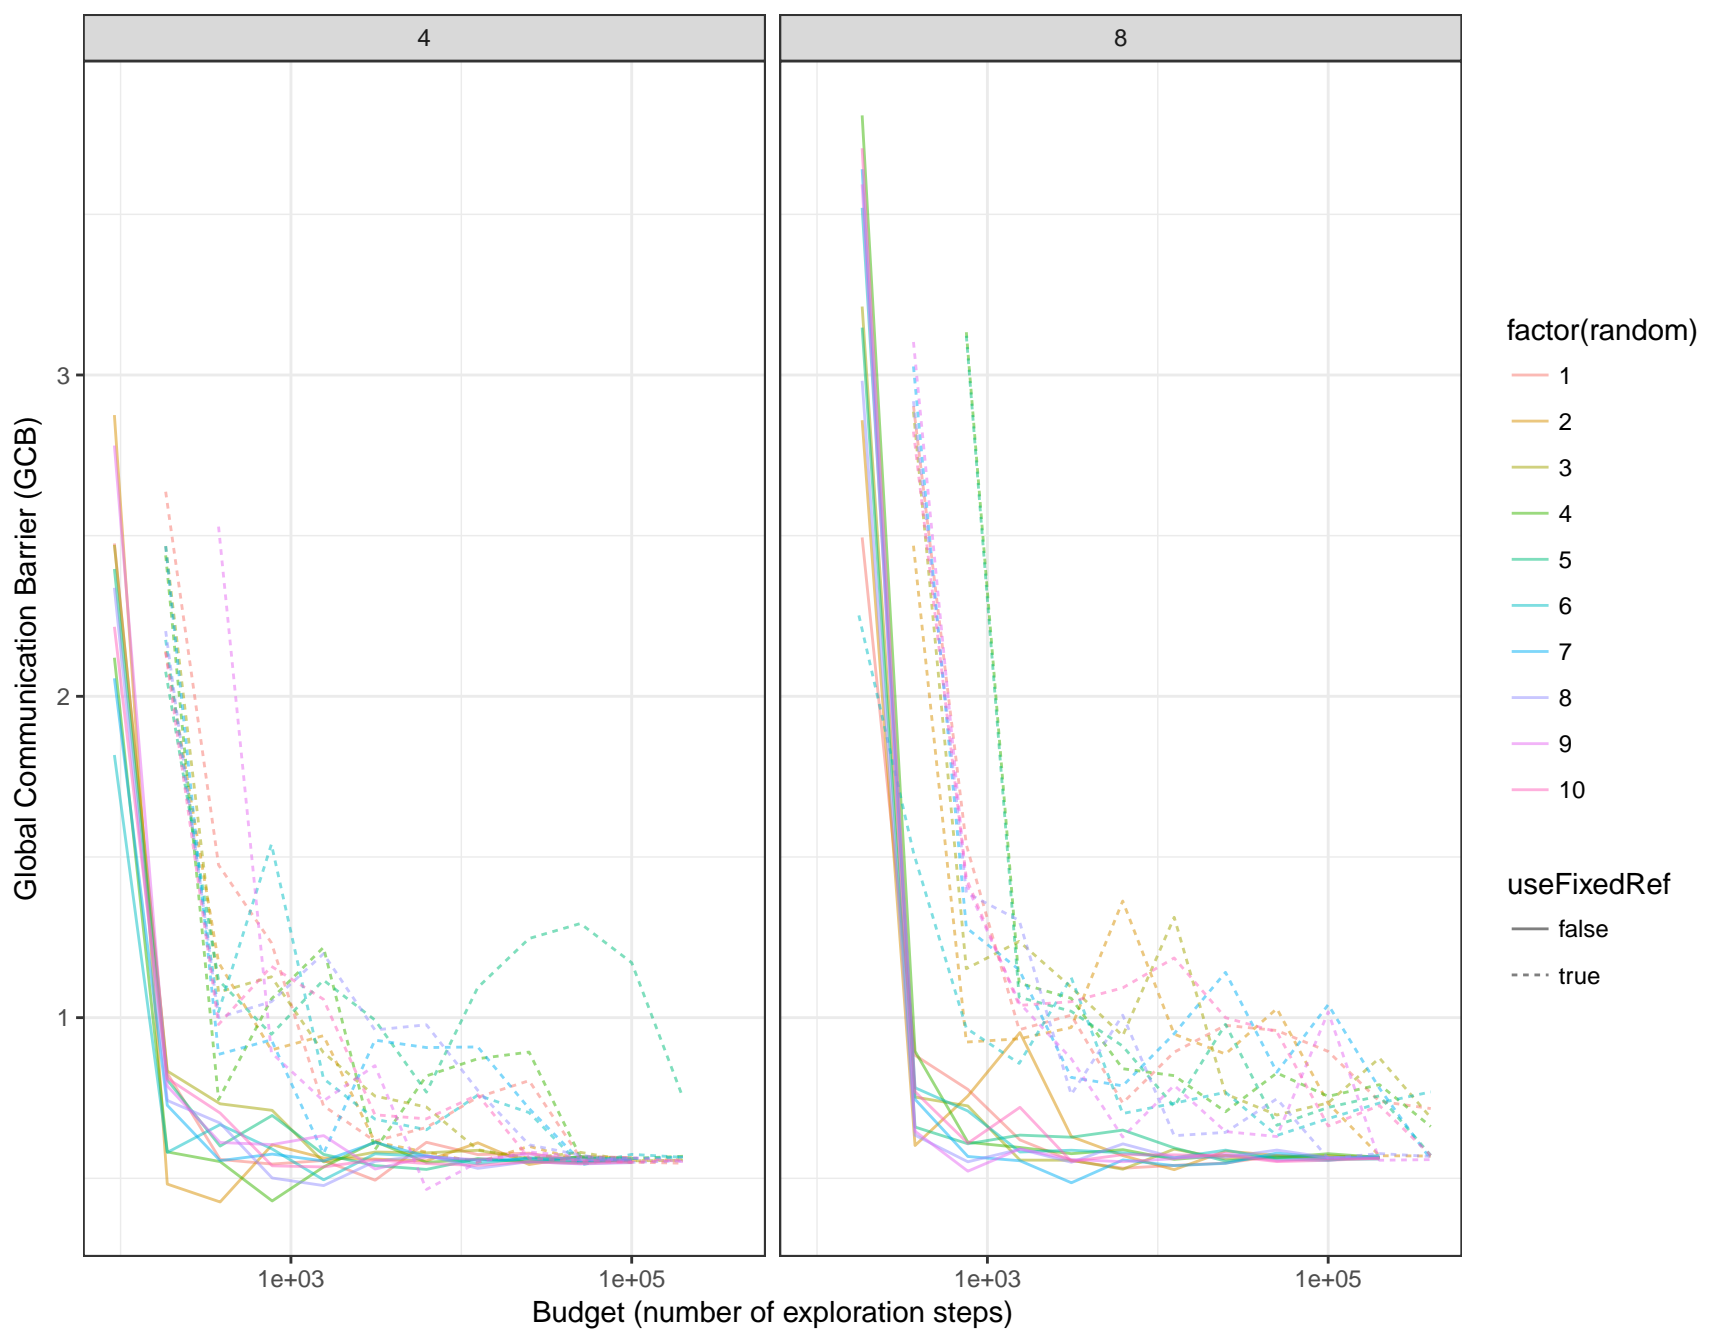 4
8
Global Communication Barrier (GCB)
3
2
1
1e+03
1e+05
1e+03
1e+05
Budget (number of exploration steps)
factor(random)
1
2
3
4
5
6
7
8
9
10
useFixedRef
false
true